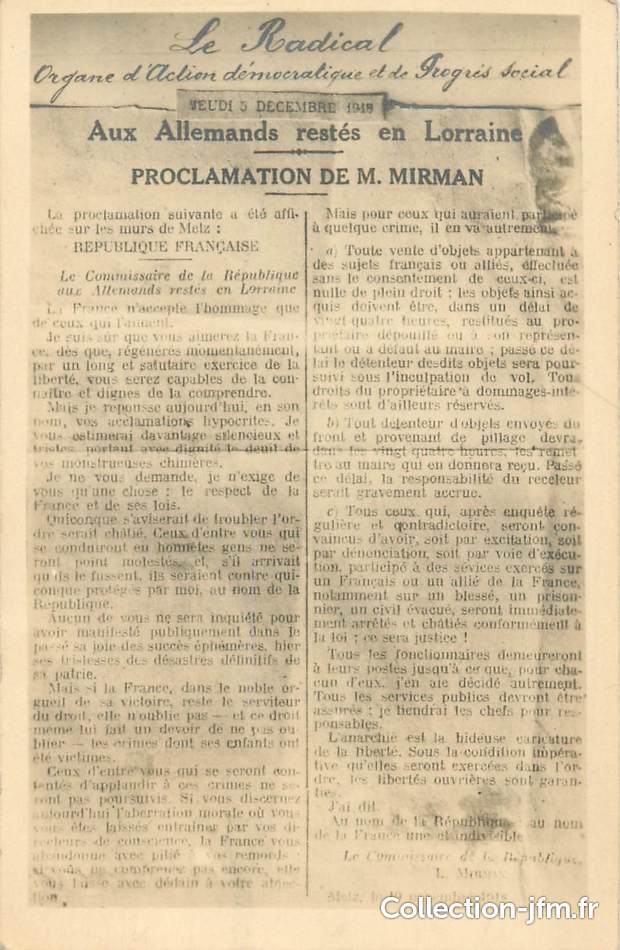 Le Radical
Organe d'Action démocratique et de Progrès Social
JEUDI 5 DECEMBRE 1918
Aux Allemands restés en Lorraine
PROCLAMATION DE M. MIRMAN
La proclamation suivante a été affi-
chée sur les murs de Metz :
REPUBLIQUE FRANÇAISE
Le Commissaire de la République
aux Allemands restés en Lorraine
La France n'accepte l'hommage que
de ceux qui l'aiment.
Je suis sûr que vous aimerez la Fran-
ce, dès que, régénérés momentanément,
par un long et salutaire exercice de la
liberté, vous serez capables de la con-
naître et dignes de la comprendre.
Mais je repousse aujourd'hui, en son
nom, vos acclamations hypocrites. Je
vous estimerai davantage silencieux et
tristes, portant avec dignité le deuil de
vos monstrueuses chimères.
Je ne vous demande, je n'exige de
vous qu'une chose : le respect de la
France et de ses lois.
Quiconque s'aviserait de troubler l'or-
dre serait châtié. Ceux d'entre vous qui
se conduiront en honnêtes gens ne se-
ront point molestés, et, s'il arrivait
qu'ils le fussent, ils seraient contre qui-
conque protégés par moi, au nom de la
République.
Aucun de vous ne sera inquiété pour
avoir manifesté publiquement dans le
passé sa joie des succès éphémères, hier
ses tristesses des désastres définitifs de
sa patrie.
Mais si la France, dans le noble or-
gueil de sa victoire, reste le serviteur
du droit, elle n'oublie pas — et ce droit
même lui fait un devoir de ne pas ou-
blier — les crimes dont ses enfants ont
été victimes.
Ceux d'entre vous qui se seront con-
tentés d'applaudir à ces crimes ne se-
ront pas poursuivis. Si vous discernez
aujourd'hui l'aberration morale où vous
vous êtes laissés entraîner par vos di-
recteurs de conscience, la France vous
abandonne avec pitié à vos remords :
si vous ne comprenez pas encore, elle
vous laisse avec dédain à votre abjec-
tion.
Mais pour ceux qui auraient participé
à quelque crime, il en va autrement.
a) Toute vente d'objets appartenant à
des sujets français ou alliés, effectuée
sans le consentement de ceux-ci, est
nulle de plein droit ; les objets ainsi ac-
quis doivent être, dans un délai de
vingt-quatre heures, restitués au pro-
priétaire dépouillé ou à son représen-
tant ou à défaut au maire ; passé ce dé-
lai le détenteur desdits objets sera pour-
suivi sous l'inculpation de vol. Tous
droits du propriétaire à dommages-inté-
rêts sont d'ailleurs réservés.
b) Tout détenteur d'objets envoyés du
front et provenant de pillage devra,
dans les vingt quatre heures, les remet-
tre au maire qui en donnera reçu. Passé
ce délai, la responsabilité du receleur
serait gravement accrue.
c) Tous ceux qui, après enquête ré-
gulière et contradictoire, seront con-
vaincus d'avoir, soit par excitation, soit
par dénonciation, soit par voie d'exécu-
tion, participé à des sévices exercés sur
un Français ou un allié de la France,
notamment sur un blessé, un prison-
nier, un civil évacué, seront immédiate-
ment arrêtés et châtiés conformément à
la loi ; ce sera justice !
Tous les fonctionnaires demeureront
à leurs postes jusqu'à ce que, pour cha-
cun d'eux, j'en aie décidé autrement.
Tous les services publics devront être
assurés ; je tiendrai les chefs pour res-
ponsables.
L'anarchie est la hideuse caricature
de la liberté. Sous la condition impéra-
tive qu'elles seront exercées dans l'or-
dre, les libertés ouvrières sont garan-
ties.
J'ai dit.
Au nom de la République au nom
de la France une et indivisible
Le Commissaire de la République,
L. MIRMAN
Metz, le novembre 1918
Collection-jfm.fr